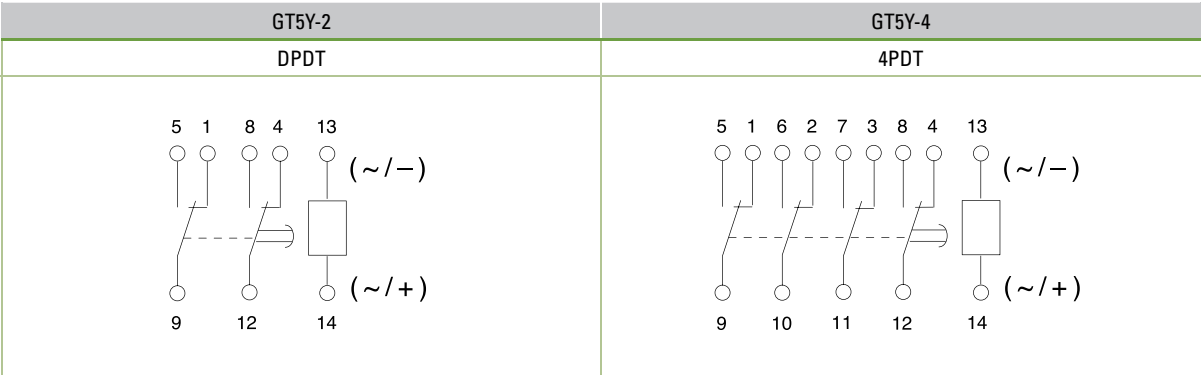 GT5Y-2 GT5Y-4
DPDT 4PDT
5 1 8 4 13 5 1 6 2 7 3 8 4 13
(~/−) (~/−)
(~/+) (~/+)
9 12 14 9 10 11 12 14